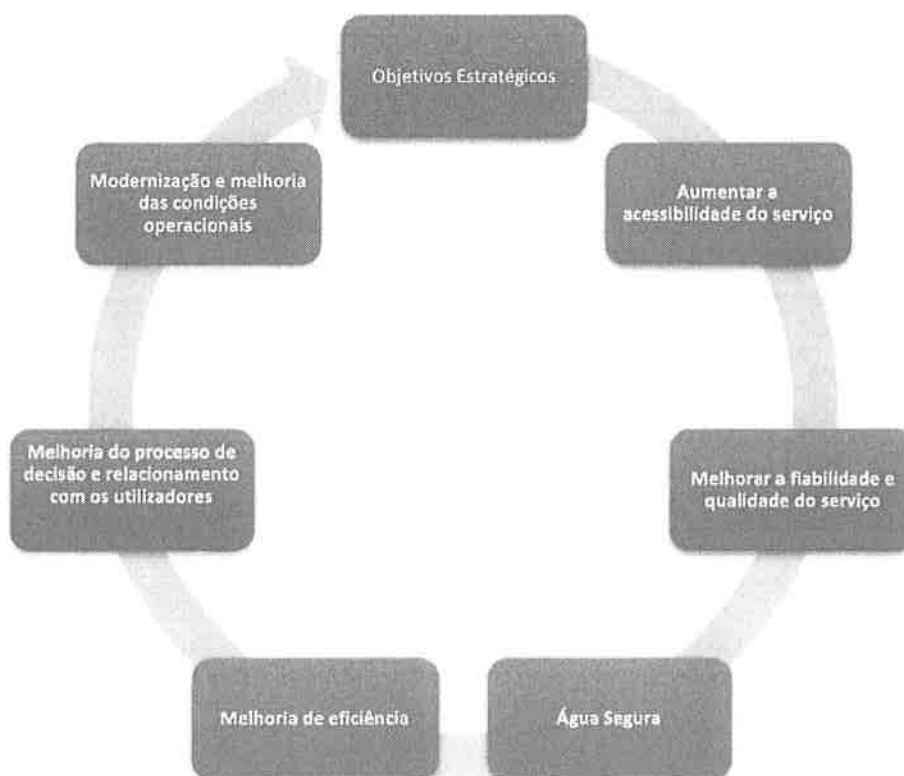 Objetivos Estratégicos
Aumentar a
acessibilidade do serviço
Melhorar a fiabilidade e
qualidade do serviço
Água Segura
Melhoria de eficiência
Melhoria do processo de
decisão e relacionamento
com os utilizadores
Modernização e melhoria
das condições
operacionais